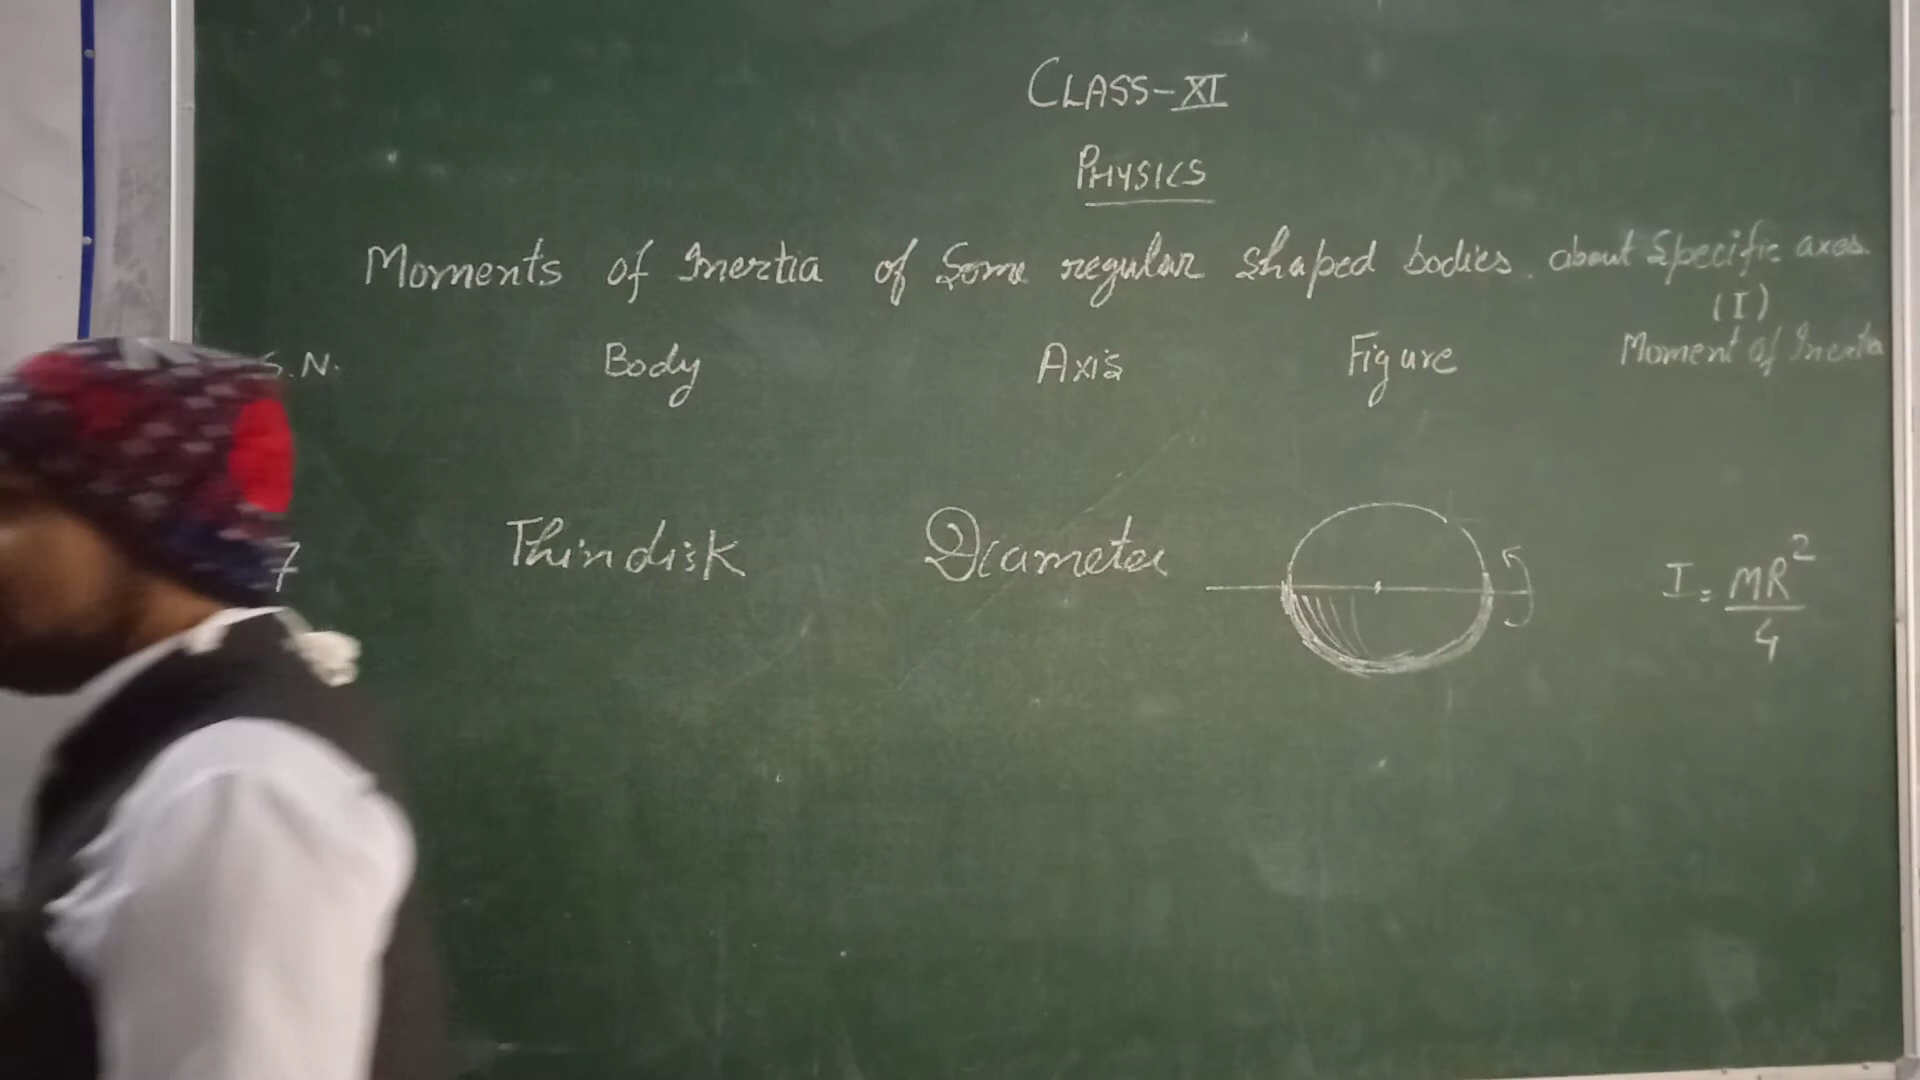 CLASS-XI
PHYSICS
Moments of Inertia of Some regular shaped bodies about Specific axes.
S.N. Body Axis Figure (I) Moment of Inertia
7 Thin disk Diameter I = MR²/4